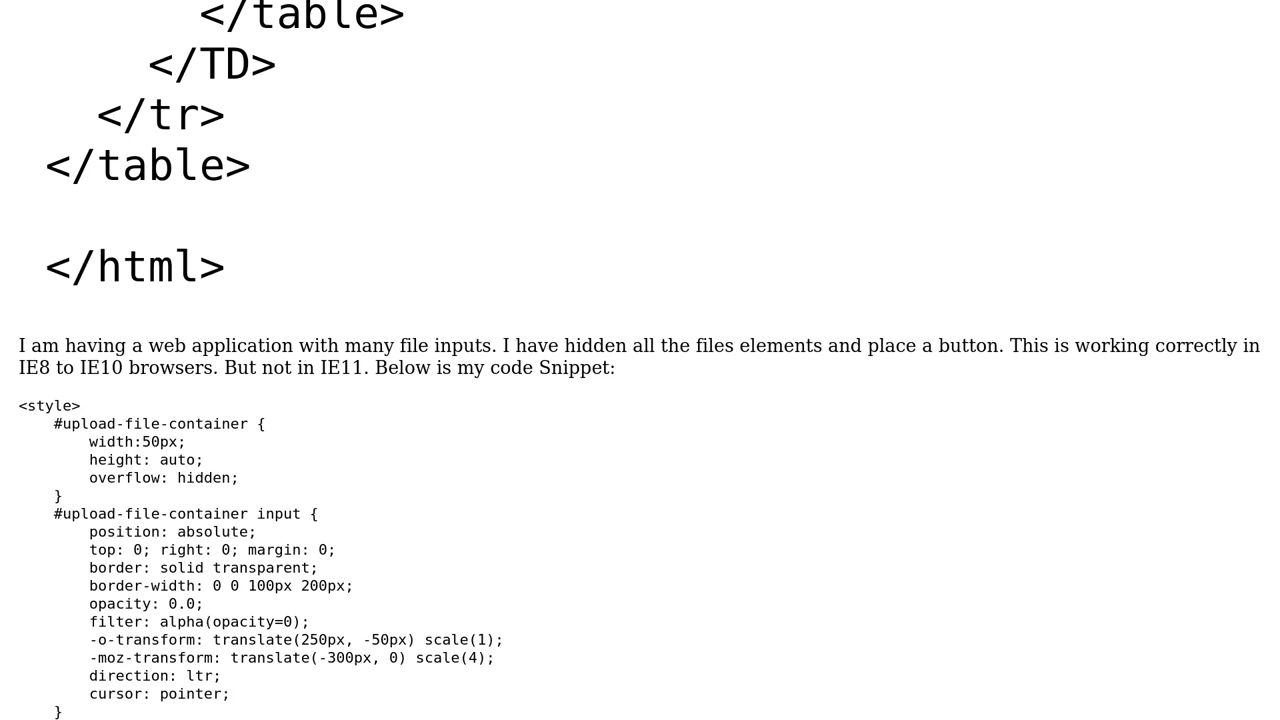 </table>
</TD>
</tr>
</table>
</html>
I am having a web application with many file inputs. I have hidden all the files elements and place a button. This is working correctly in
IE8 to IE10 browsers. But not in IE11. Below is my code Snippet:
<style>
#upload-file-container {
width:50px;
height: auto;
overflow: hidden;
}
#upload-file-container input {
position: absolute;
top: 0; right: 0; margin: 0;
border: solid transparent;
border-width: 0 0 100px 200px;
opacity: 0.0;
filter: alpha(opacity=0);
-o-transform: translate(250px, -50px) scale(1);
-moz-transform: translate(-300px, 0) scale(4);
direction: ltr;
cursor: pointer;
}